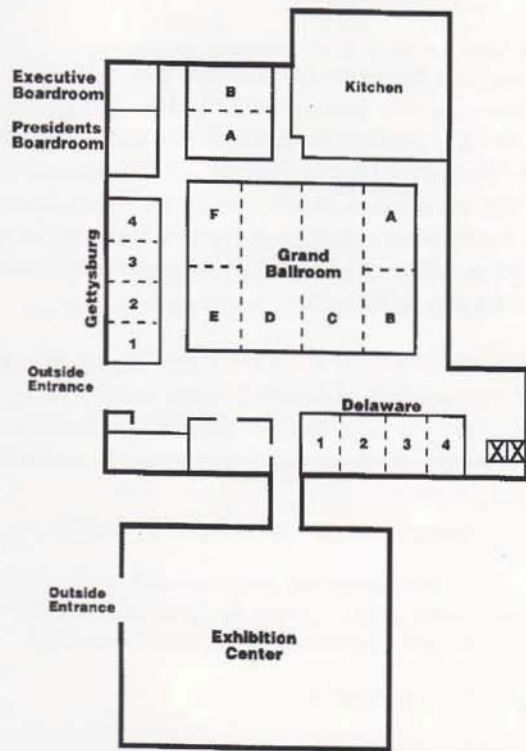 Executive
Boardroom
Presidents
Boardroom
B
A
Kitchen
Gettysburg
4
3
2
1
F
A
Grand
Ballroom
E
D
C
B
Outside
Entrance
Delaware
1
2
3
4
Outside
Entrance
Exhibition
Center